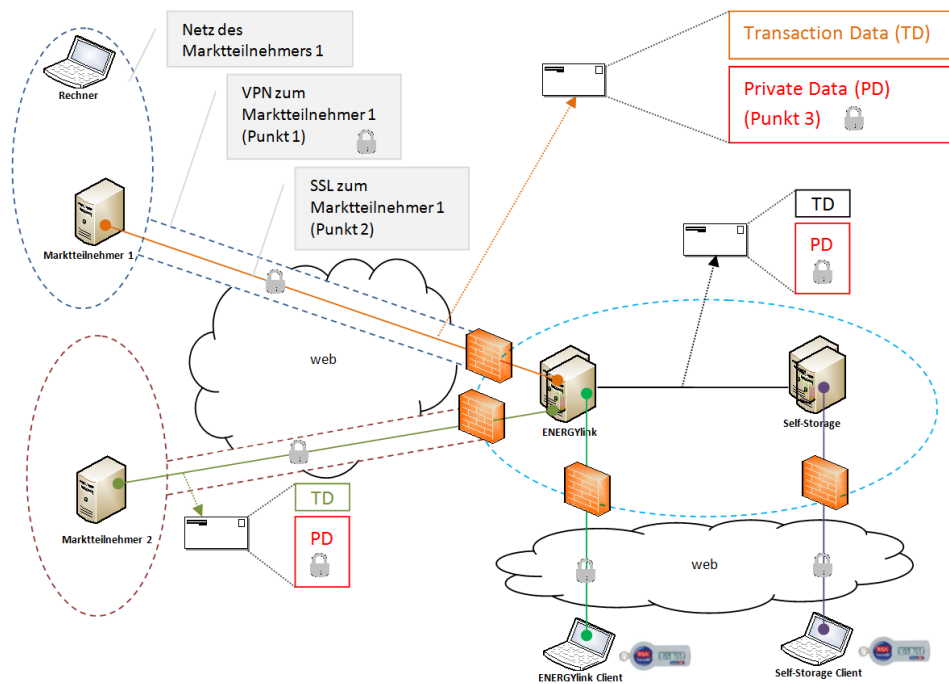 Netz des
Marktteilnehmers 1
Transaction Data (TD)
Private Data (PD)
(Punkt 3)
Rechner
VPN zum
Marktteilnehmer 1
(Punkt 1)
SSL zum
Marktteilnehmer 1
(Punkt 2)
TD
PD
Marktteilnehmer 1
web
ENERGYlink
Self-Storage
TD
PD
Marktteilnehmer 2
web
ENERGYlink Client
Self-Storage Client